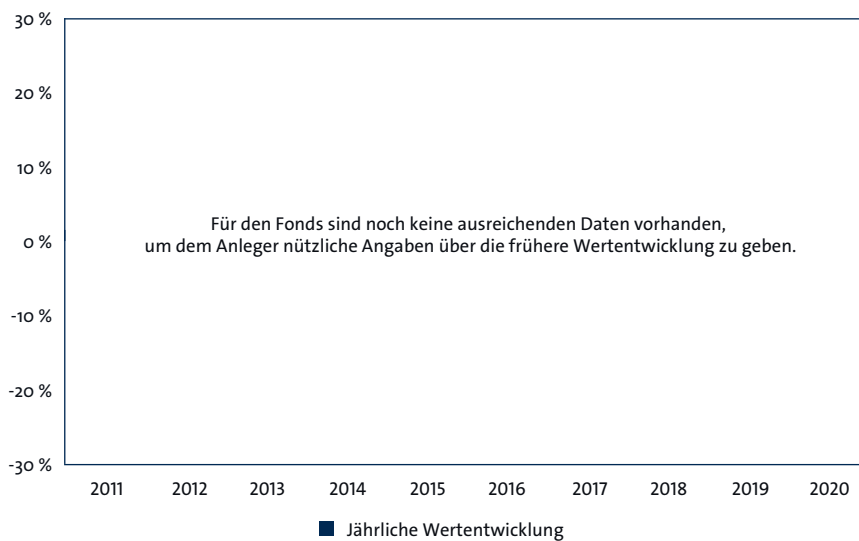 30 %
20 %
10 %
0 %
-10 %
-20 %
-30 %
Für den Fonds sind noch keine ausreichenden Daten vorhanden,
um dem Anleger nützliche Angaben über die frühere Wertentwicklung zu geben.
2011 2012 2013 2014 2015 2016 2017 2018 2019 2020
Jährliche Wertentwicklung